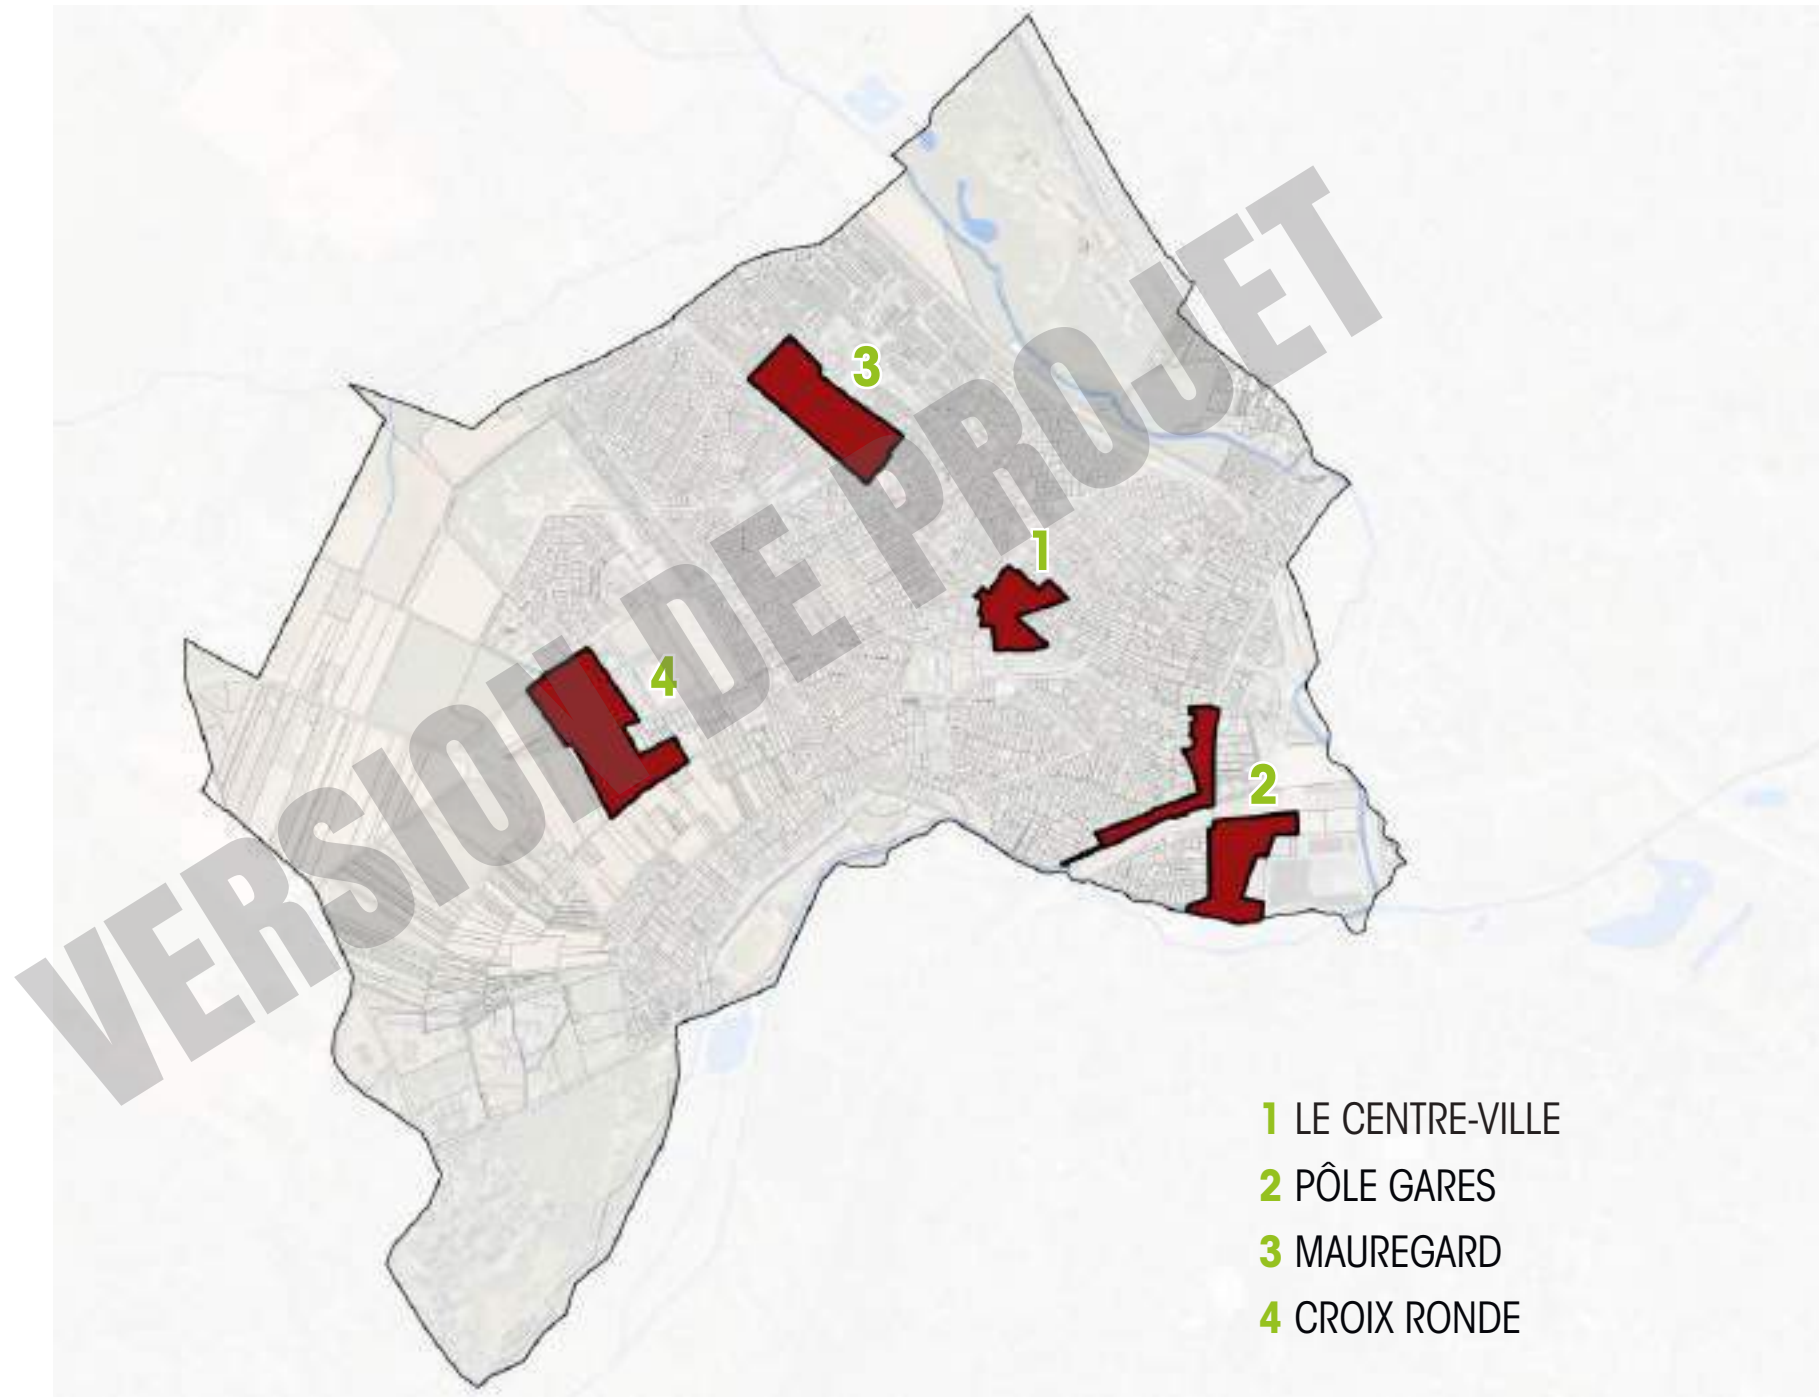 3
1
4
2
VERSION DE PROJET
1 LE CENTRE-VILLE
2 PÔLE GARES
3 MAUREGARD
4 CROIX RONDE